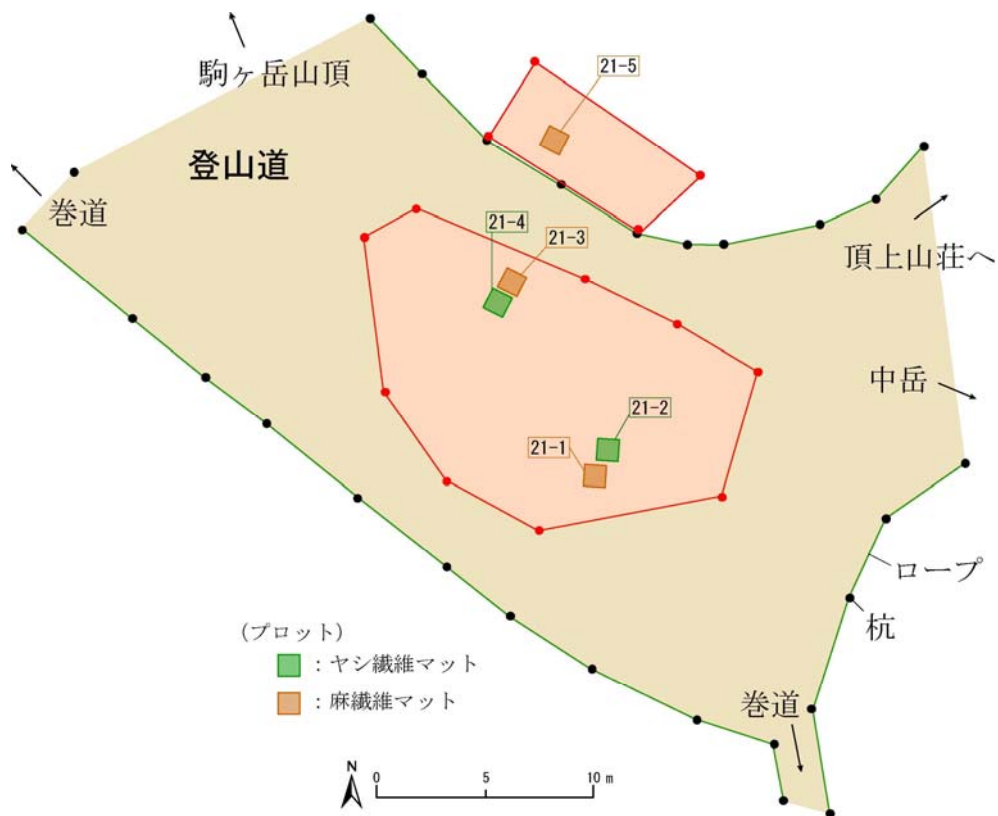 駒ヶ岳山頂
21-5
登山道
巻道
21-4
21-3
頂上山荘へ
中岳
21-2
21-1
ロープ
杭
(プロット)
:ヤシ繊維マット
:麻繊維マット
巻道
N
0 5 10 m